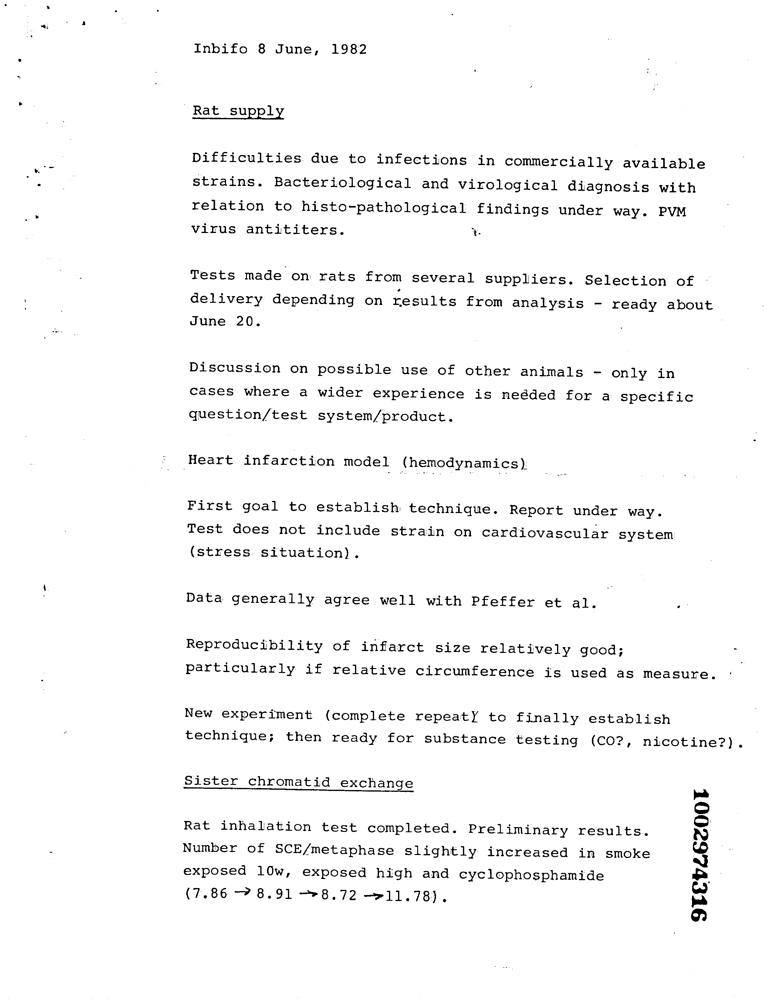 Inbifo 8 June, 1982
Rat supply
Difficulties due to infections in commercially available
strains. Bacteriological and virological diagnosis with
relation to histo-pathological findings under way. PVM
virus antititers.
Tests made on rats from several suppliers. Selection of
delivery depending on results from analysis - ready about
June 20.
Discussion on possible use of other animals - only in
cases where a wider experience is needed for a specific
question/test system/product.
Heart infarction model (hemodynamics)
First goal to establish technique. Report under way.
Test does not include strain on cardiovascular system
(stress situation).
Data generally agree well with Pfeffer et al.
Reproducibility of infarct size relatively good;
particularly if relative circumference is used as measure.
New experiment (complete repeat) to finally establish
technique; then ready for substance testing (CO?, nicotine?).
Sister chromatid exchange
Rat inhalation test completed. Preliminary results.
Number of SCE/metaphase slightly increased in smoke
exposed low, exposed high and cyclophosphamide
(7.86 → 8.91 → 8.72 → 11.78).
1002974316